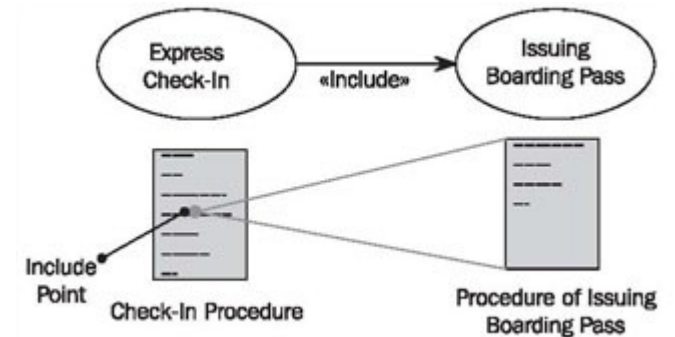 Express
Check-In
«Include»
Issuing
Boarding Pass
Include
Point
Check-In Procedure
Procedure of Issuing
Boarding Pass